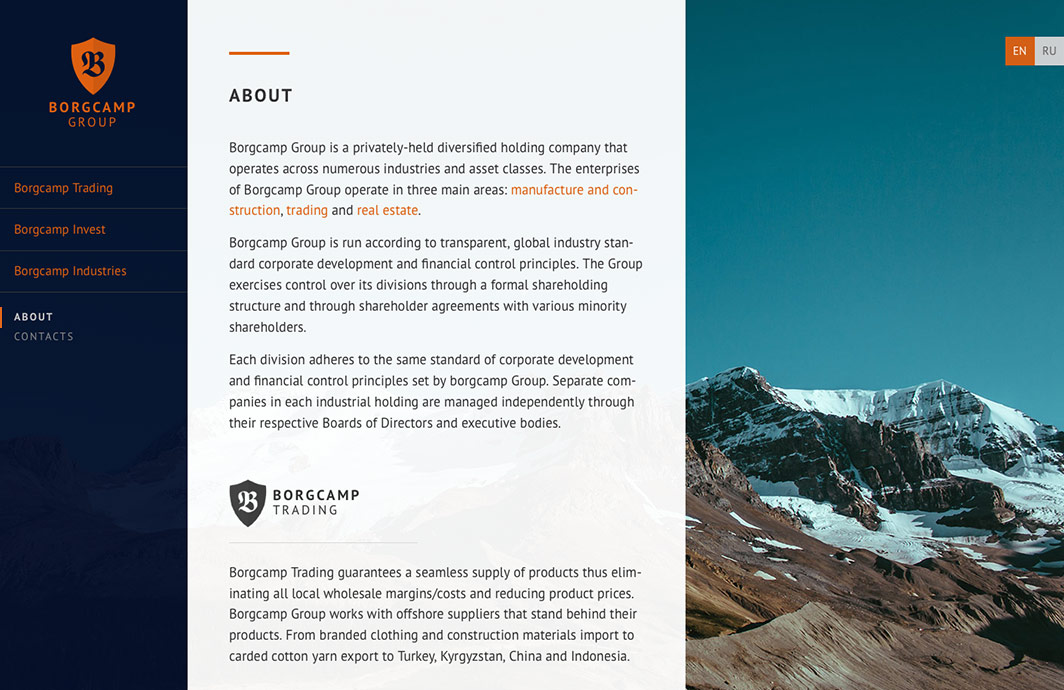 B
BORGCAMP
GROUP
Borgcamp Trading
Borgcamp Invest
Borgcamp Industries
ABOUT
CONTACTS
ABOUT
Borgcamp Group is a privately-held diversified holding company that
operates across numerous industries and asset classes. The enterprises
of Borgcamp Group operate in three main areas: manufacture and con-
struction, trading and real estate.
Borgcamp Group is run according to transparent, global industry stan-
dard corporate development and financial control principles. The Group
exercises control over its divisions through a formal shareholding
structure and through shareholder agreements with various minority
shareholders.
Each division adheres to the same standard of corporate development
and financial control principles set by borgcamp Group. Separate com-
panies in each industrial holding are managed independently through
their respective Boards of Directors and executive bodies.
B
BORGCAMP
TRADING
Borgcamp Trading guarantees a seamless supply of products thus elim-
inating all local wholesale margins/costs and reducing product prices.
Borgcamp Group works with offshore suppliers that stand behind their
products. From branded clothing and construction materials import to
carded cotton yarn export to Turkey, Kyrgyzstan, China and Indonesia.
EN RU